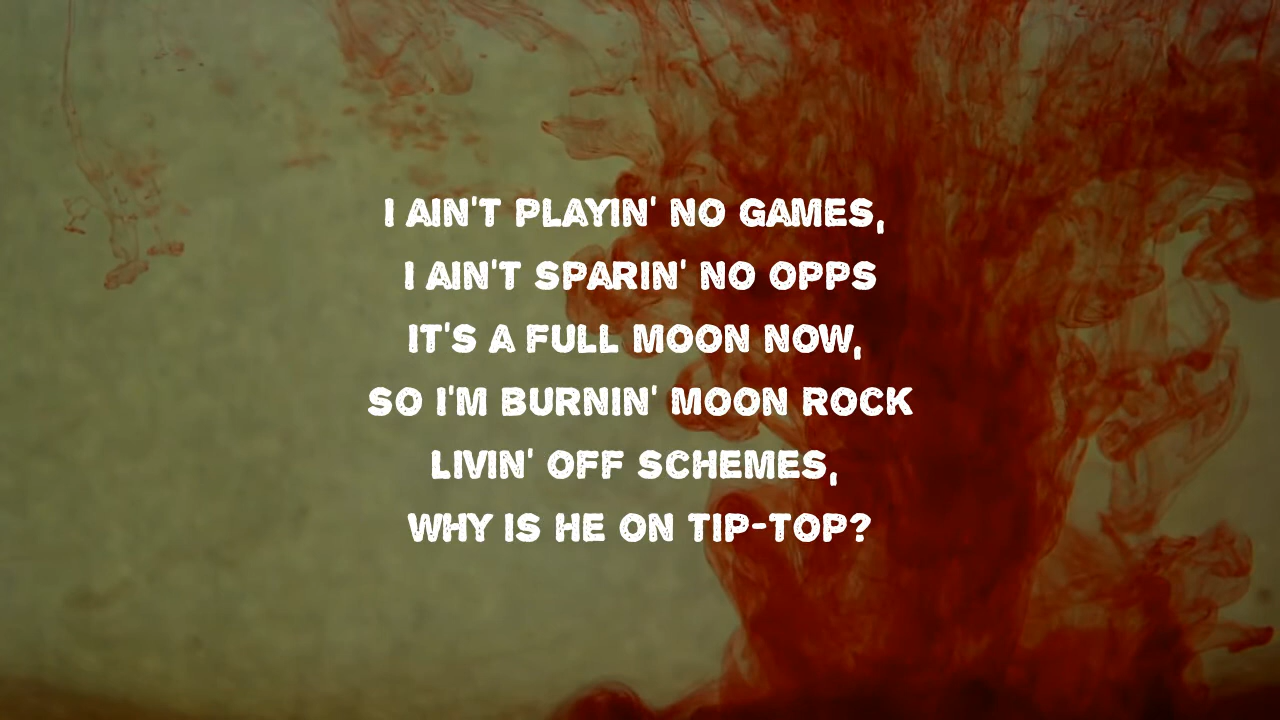 I AIN'T PLAYIN' NO GAMES,
I AIN'T SPARIN' NO OPPS
IT'S A FULL MOON NOW,
SO I'M BURNIN' MOON ROCK
LIVIN' OFF SCHEMES,
WHY IS HE ON TIP-TOP?